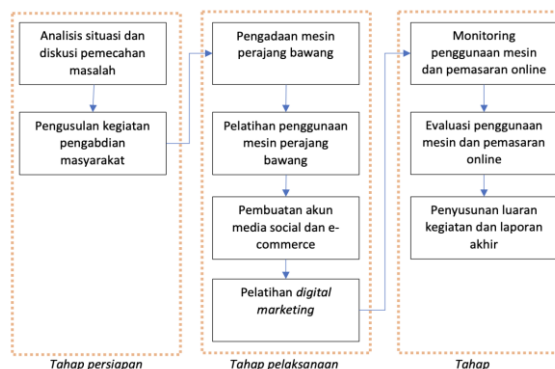 Analisis situasi dan
diskusi pemecahan
masalah
Pengusulan kegiatan
pengabdian
masyarakat
Tahap persiapan
Pengadaan mesin
perajang bawang
Pelatihan penggunaan
mesin perajang
bawang
Pembuatan akun
media social dan e-
commerce
Pelatihan digital
marketing
Tahap pelaksanaan
Monitoring
penggunaan mesin
dan pemasaran online
Evaluasi penggunaan
mesin dan pemasaran
online
Penyusunan luaran
kegiatan dan laporan
akhir
Tahap